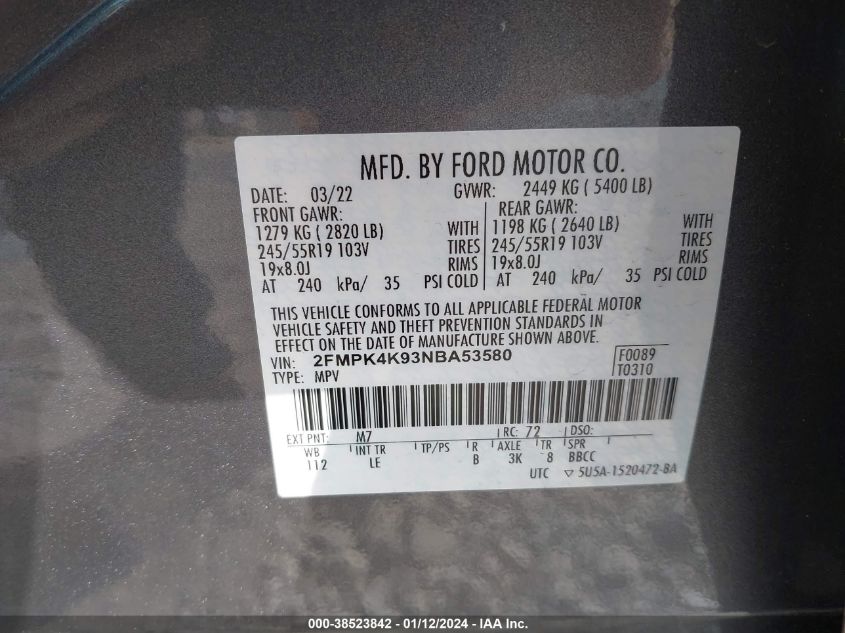 MFD. BY FORD MOTOR CO.
DATE: 03/22 GVWR: 2449 KG ( 5400 LB)
FRONT GAWR: REAR GAWR:
1279 KG ( 2820 LB) WITH 1198 KG ( 2640 LB) WITH
245/55R19 103V TIRES 245/55R19 103V TIRES
19x8.0J RIMS 19x8.0J RIMS
AT 240 kPa/ 35 PSI COLD AT 240 kPa/ 35 PSI COLD
THIS VEHICLE CONFORMS TO ALL APPLICABLE FEDERAL MOTOR
VEHICLE SAFETY AND THEFT PREVENTION STANDARDS IN
EFFECT ON THE DATE OF MANUFACTURE SHOWN ABOVE.
VIN: 2FMPK4K93NBA53580 F0089
TYPE: MPV T0310
EXT PNT: M7 RC: 72 DSO:
WB INT TR TP/PS R AXLE TR SPR
112 LE B 3K 8 BBCC
UTC ▽ 5U5A-1520472-BA
000-38523842 - 01/12/2024 - IAA Inc.